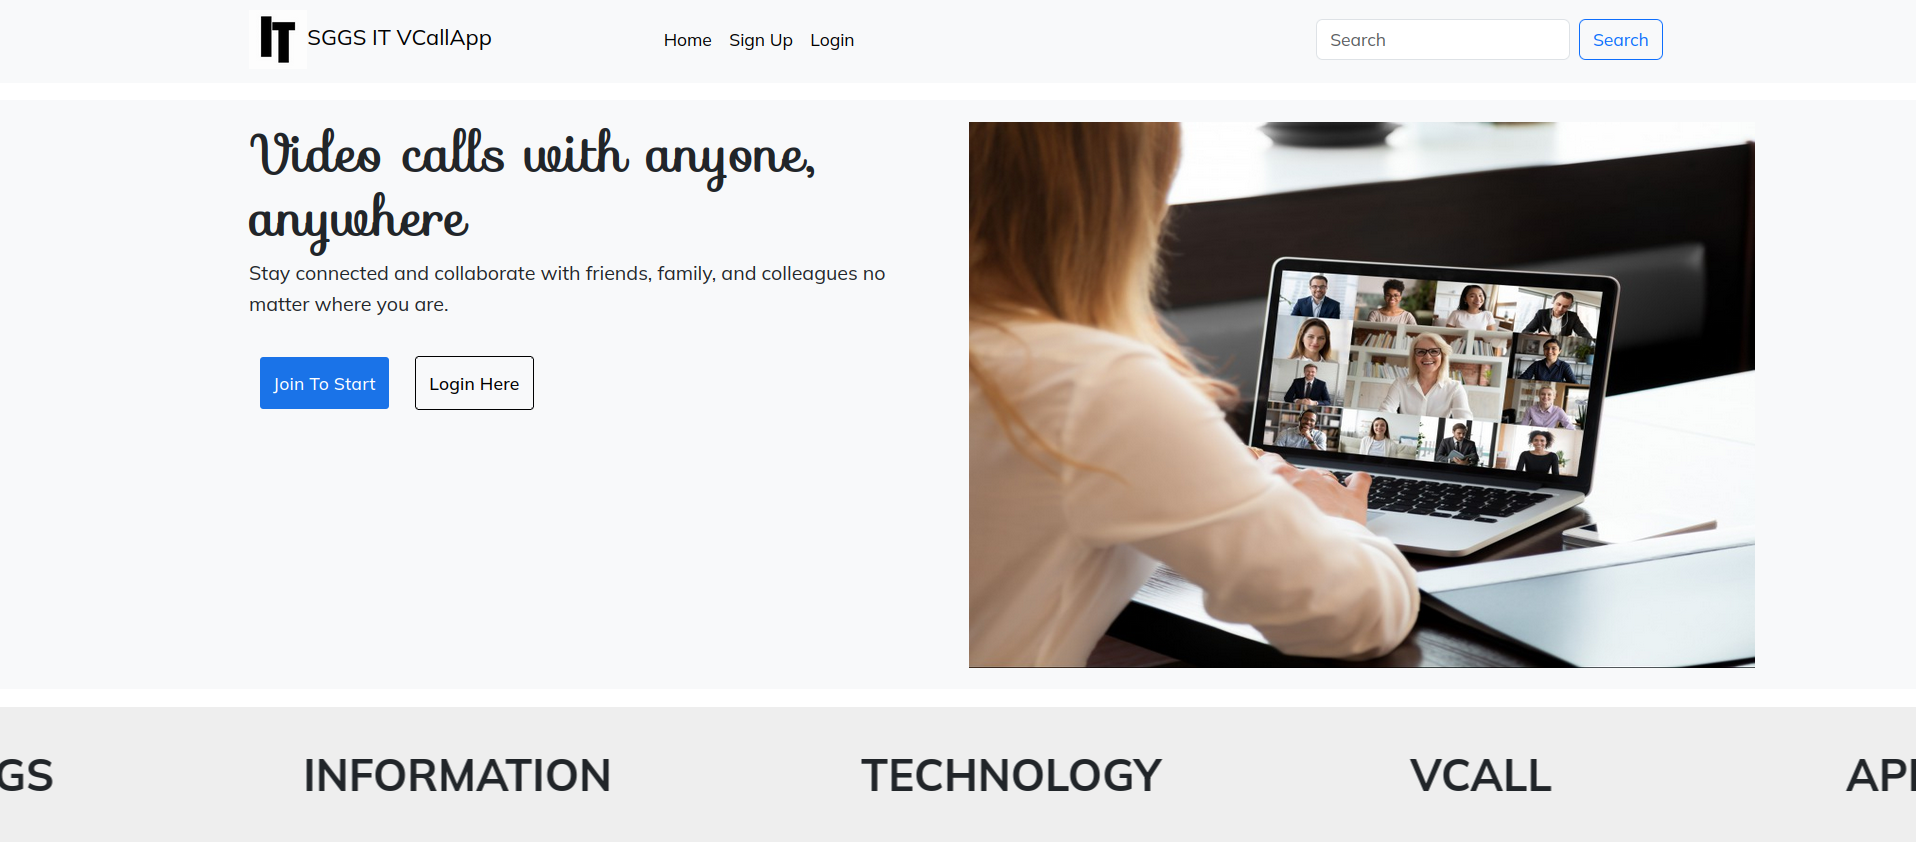 IT SGGS IT VCallApp
Home Sign Up Login
Search Search
Video calls with anyone,
anywhere
Stay connected and collaborate with friends, family, and colleagues no
matter where you are.
Join To Start Login Here
GS INFORMATION TECHNOLOGY VCALL AP